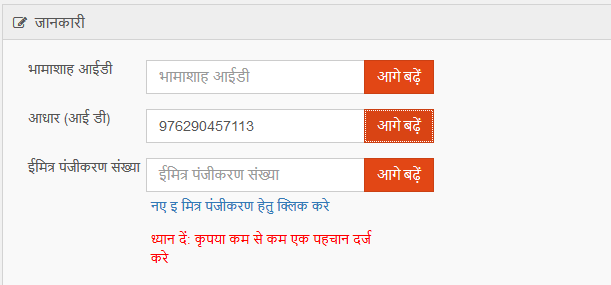 जानकारी
भामाशाह आईडी
भामाशाह आईडी
आगे बढ़ें
आधार (आई डी)
976290457113
आगे बढ़ें
ईमित्र पंजीकरण संख्या
ईमित्र पंजीकरण संख्या
आगे बढ़ें
नए इ मित्र पंजीकरण हेतु क्लिक करे
ध्यान दें: कृपया कम से कम एक पहचान दर्ज
करे